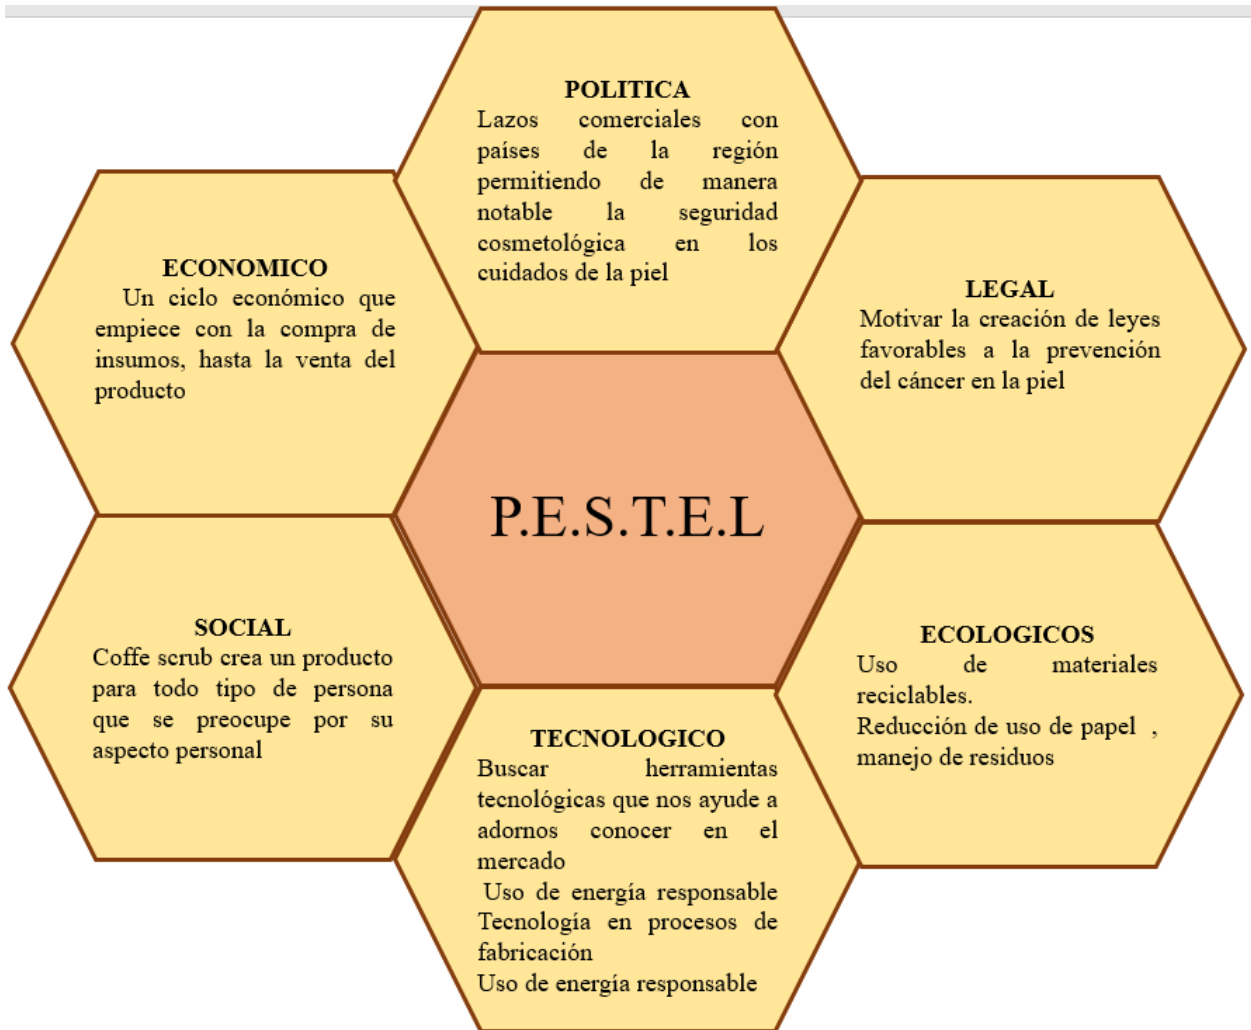 POLITICA
Lazos comerciales con
países de la región
permitiendo de manera
notable la seguridad
cosmetológica en los
cuidados de la piel
ECONOMICO
Un ciclo económico que
empiece con la compra de
insumos, hasta la venta del
producto
LEGAL
Motivar la creación de leyes
favorables a la prevención
del cáncer en la piel
P.E.S.T.E.L
SOCIAL
Coffe scrub crea un producto
para todo tipo de persona
que se preocupe por su
aspecto personal
ECOLOGICOS
Uso de materiales
reciclables.
Reducción de uso de papel ,
manejo de residuos
TECNOLOGICO
Buscar herramientas
tecnológicas que nos ayude a
adornos conocer en el
mercado
Uso de energía responsable
Tecnología en procesos de
fabricación
Uso de energía responsable